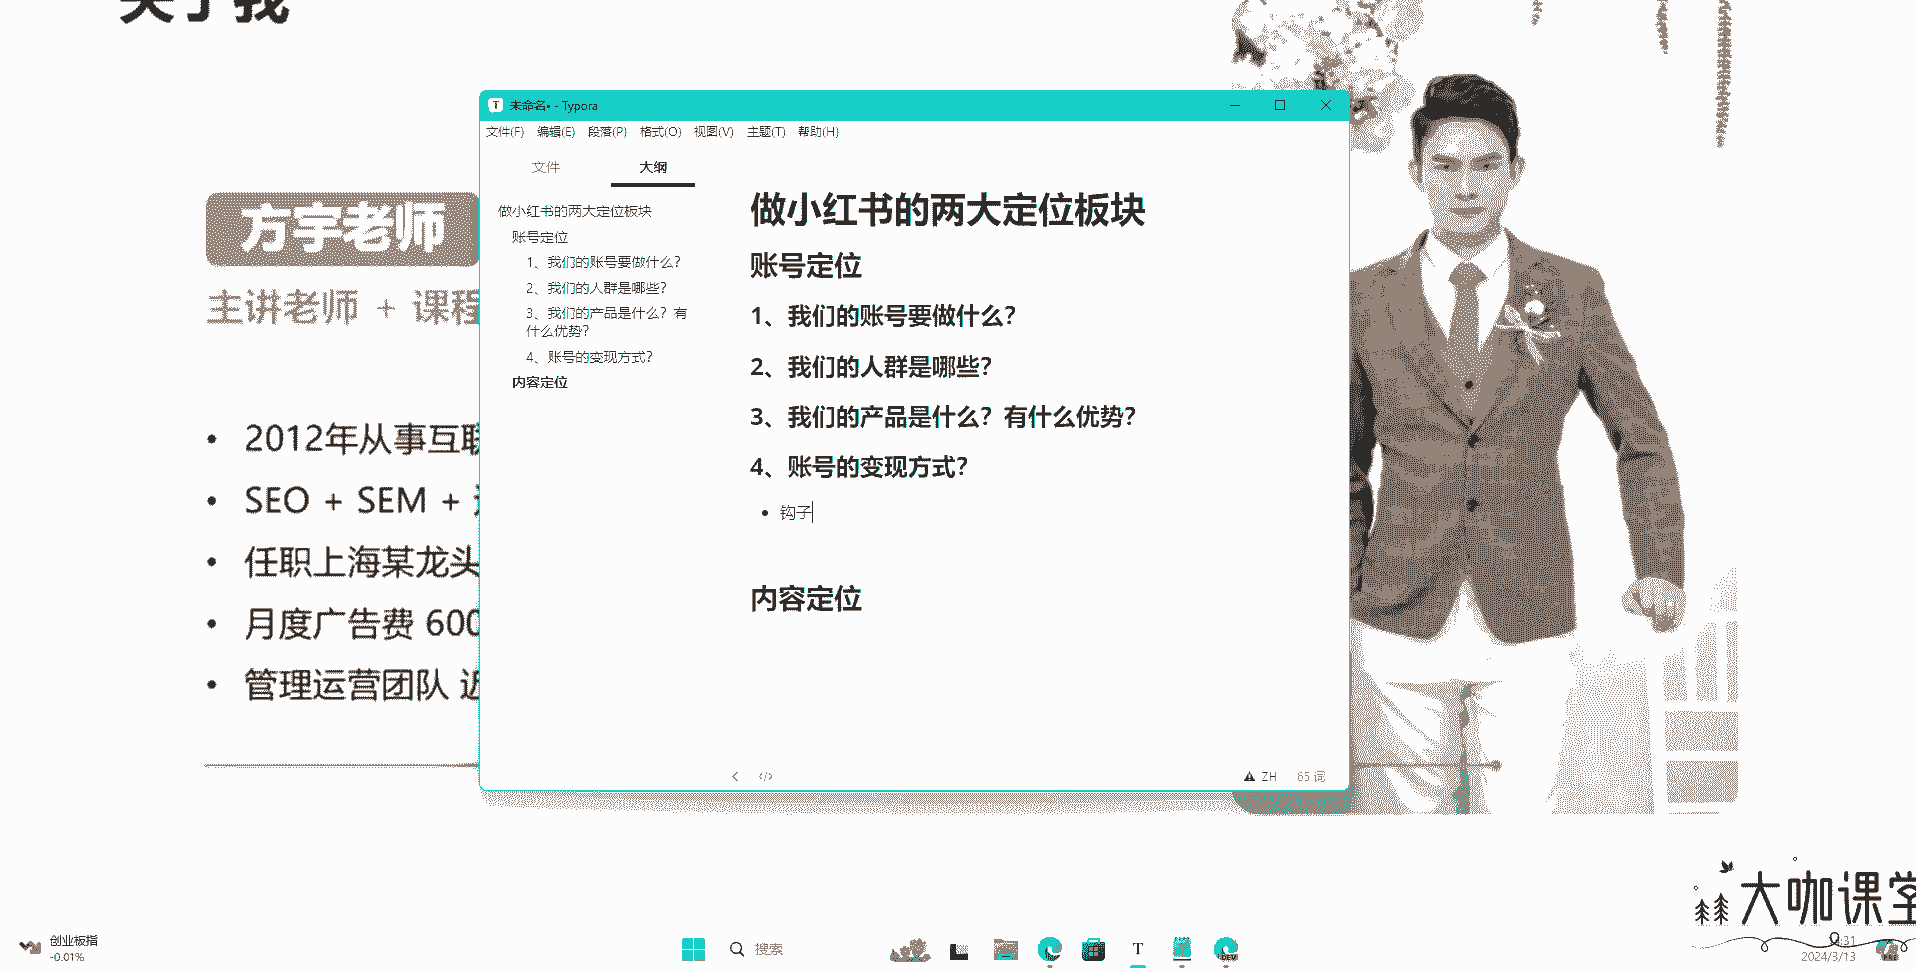 关于我
方宇老师
主讲老师 + 课程
2012年从事互联
SEO + SEM +
任职上海某龙头
月度广告费 600
管理运营团队 近
未命名• - Typora
文件(F) 编辑(E) 段落(P) 格式(O) 视图(V) 主题(T) 帮助(H)
文件 大纲
做小红书的两大定位板块
账号定位
1、我们的账号要做什么？
2、我们的人群是哪些？
3、我们的产品是什么？有
什么优势？
4、账号的变现方式？
内容定位
做小红书的两大定位板块
账号定位
1、我们的账号要做什么？
2、我们的人群是哪些？
3、我们的产品是什么？有什么优势？
4、账号的变现方式？
钩子
内容定位
ZH 65 词
大咖课堂
创业板指
-0.01%
搜索
DEV
2024/3/13
PRE